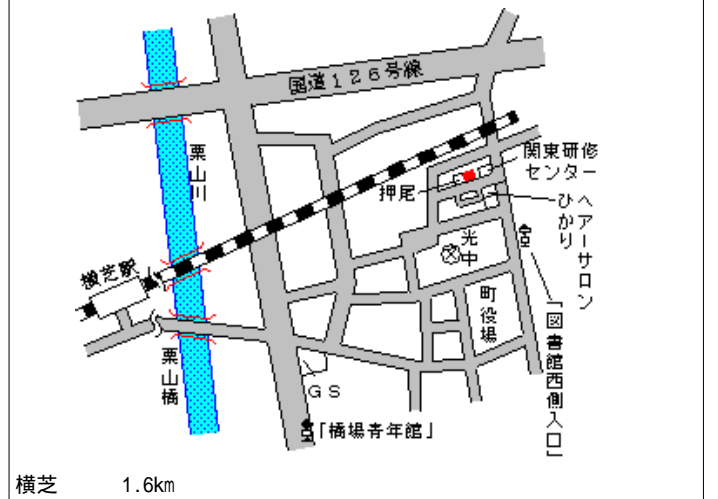 国道126号線
栗山川
関東研修
センター
押尾
ヘアーサロン
ひかり
光中
横芝駅
町役場
「図書館西側入口」
栗山橋
GS
「橋場青年館」
横芝 1.6km